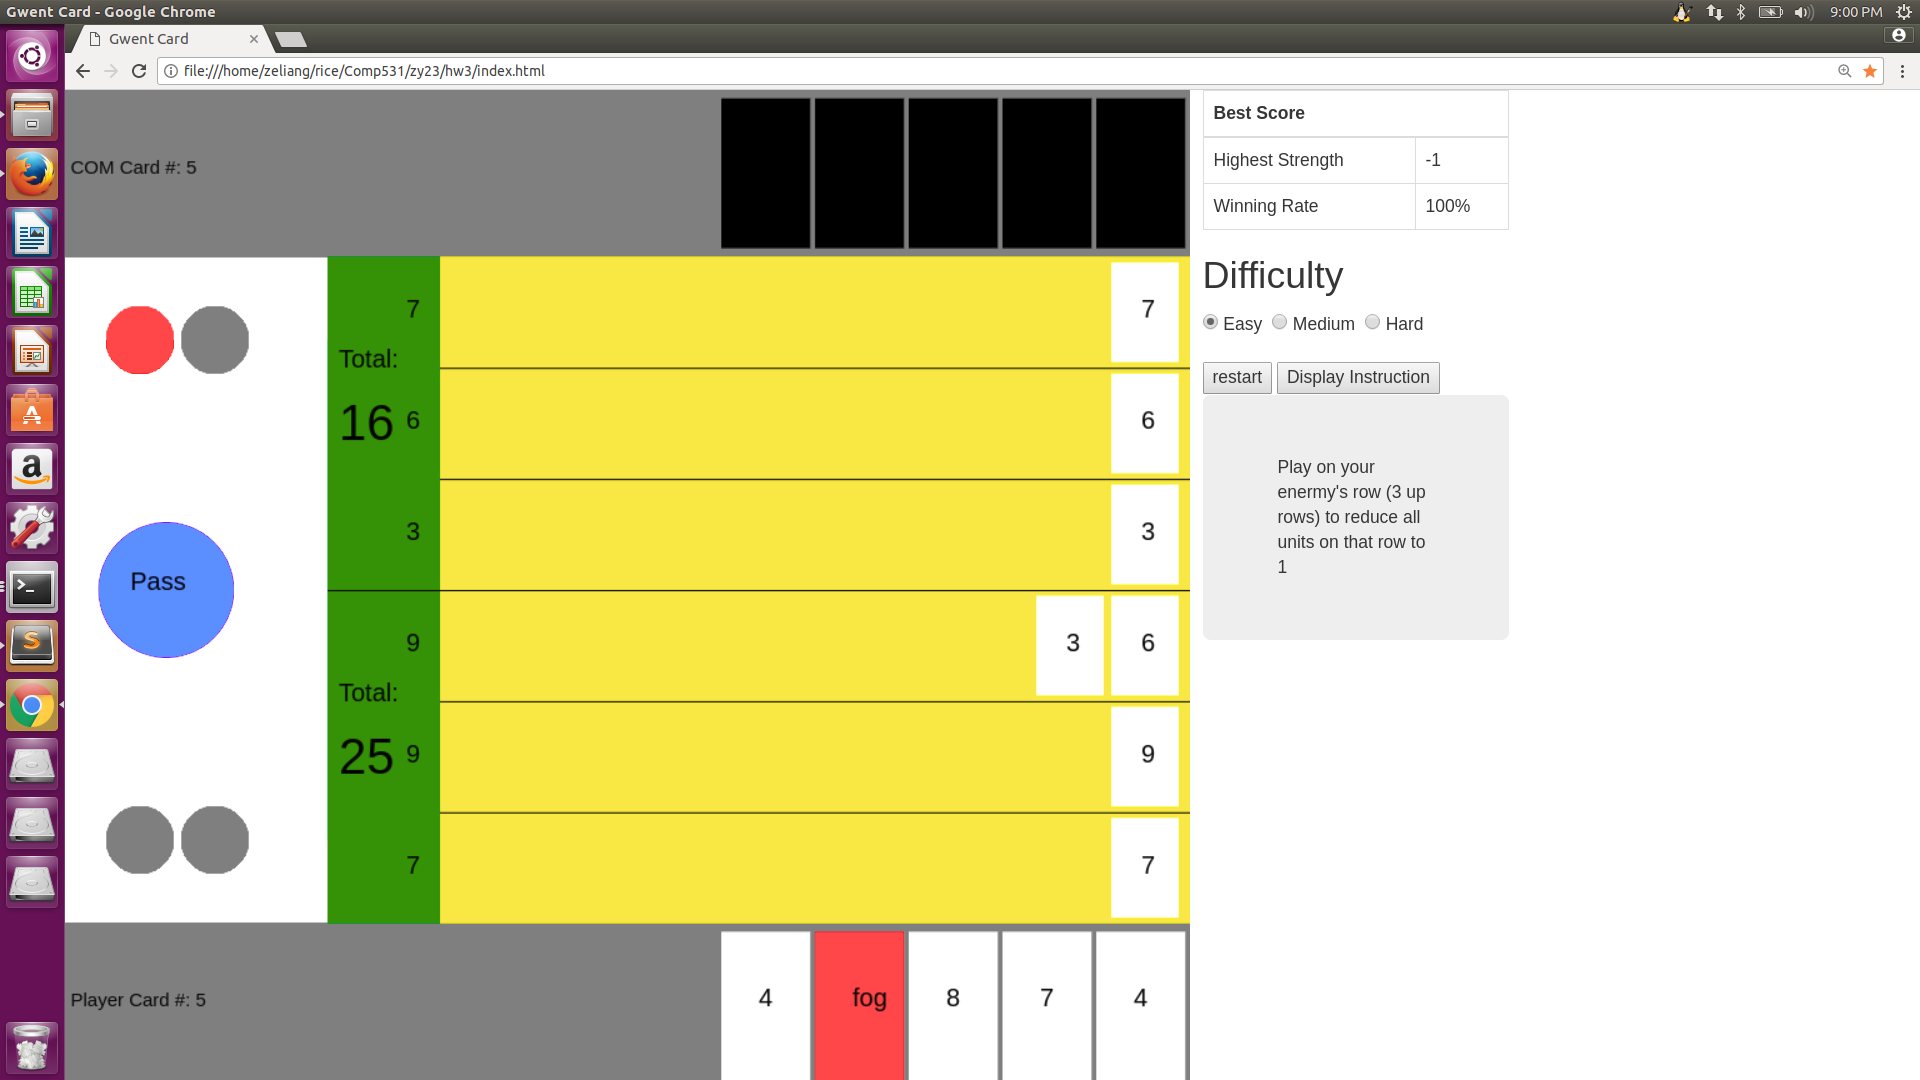 Gwent Card - Google Chrome
9:00 PM
Gwent Card
file:///home/zeliang/rice/Comp531/zy23/hw3/index.html
COM Card #: 5
7
Total:
16 6
3
9
Total:
25 9
7
7
6
3
3 6
9
7
Pass
Player Card #: 5
4 fog 8 7 4
Best Score
Highest Strength -1
Winning Rate 100%
Difficulty
Easy Medium Hard
restart Display Instruction
Play on your
enermy's row (3 up
rows) to reduce all
units on that row to
1